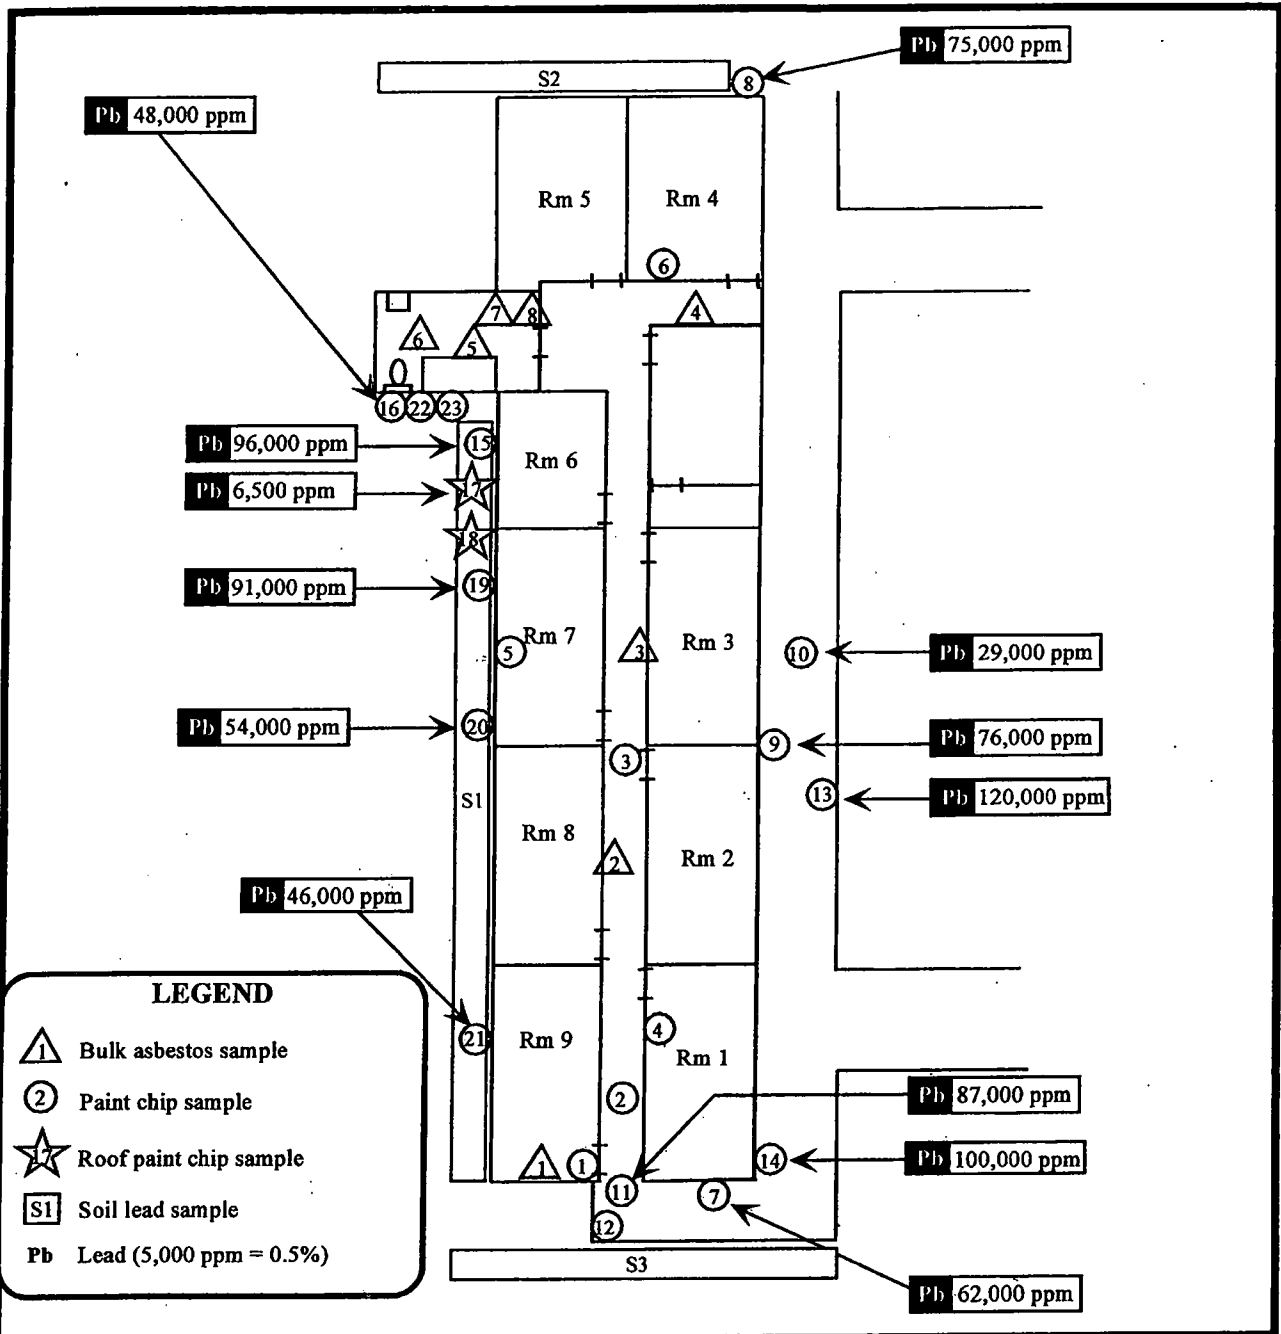 Pb 75,000 ppm
S2
8
Pb 48,000 ppm
Rm 5
Rm 4
6
7
8
4
6
5
16
22
23
Pb 96,000 ppm
15
Rm 6
Pb 6,500 ppm
17
18
Pb 91,000 ppm
19
Rm 7
5
3
Rm 3
10
Pb 29,000 ppm
Pb 54,000 ppm
20
3
9
Pb 76,000 ppm
S1
13
Pb 120,000 ppm
Rm 8
2
Rm 2
Pb 46,000 ppm
LEGEND
1 Bulk asbestos sample
2 Paint chip sample
17 Roof paint chip sample
S1 Soil lead sample
Pb Lead (5,000 ppm = 0.5%)
21
Rm 9
4
Rm 1
2
Pb 87,000 ppm
1
1
14
Pb 100,000 ppm
11
7
12
S3
Pb 62,000 ppm